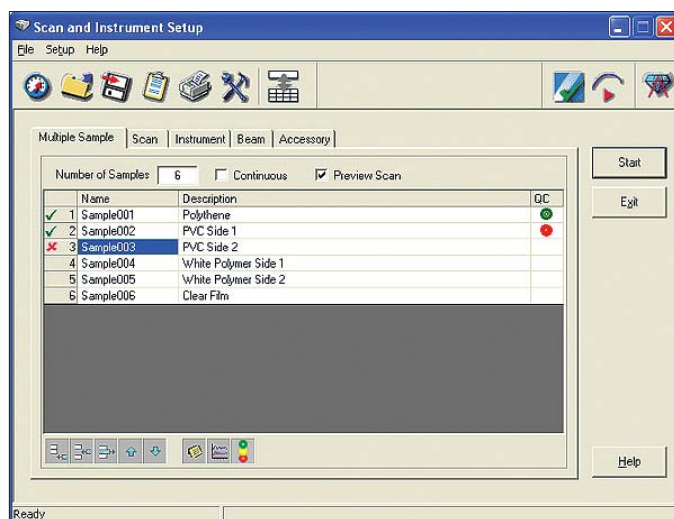 Scan and Instrument Setup
File Setup Help
Multiple Sample Scan Instrument Beam Accessory
Number of Samples 6 Continuous Preview Scan
Name Description QC
1 Sample001 Polythene
2 Sample002 PVC Side 1
3 Sample003 PVC Side 2
4 Sample004 White Polymer Side 1
5 Sample005 White Polymer Side 2
6 Sample006 Clear Film
Start
Exit
Help
Ready